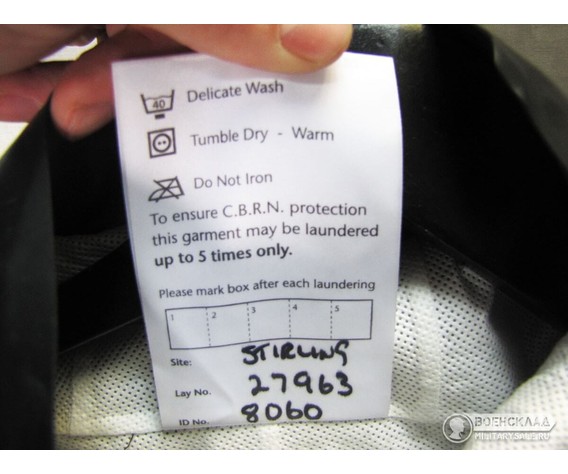 40 Delicate Wash
Tumble Dry - Warm
Do Not Iron
To ensure C.B.R.N. protection
this garment may be laundered
up to 5 times only.
Please mark box after each laundering
1 2 3 4 5
Site: STIRLING
Lay No. 27963
ID No. 8060
ВОЕНСКЛАД
MILITARYSALE.RU